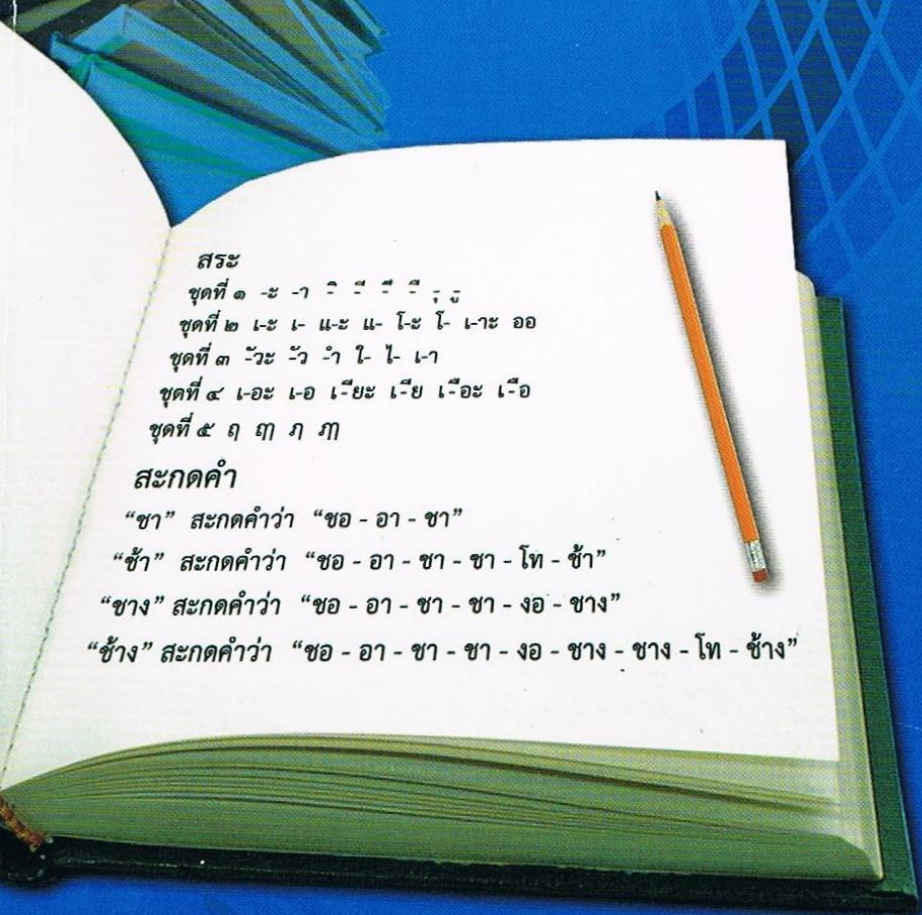 สระ
ชุดที่ ๑ -ะ -า -ิ -ี -ึ -ื -ุ -ู
ชุดที่ ๒ เ-ะ เ- แ-ะ แ- โ-ะ โ- เ-าะ ออ
ชุดที่ ๓ -ัวะ -ัว -ำ ใ- ไ- เ-า
ชุดที่ ๔ เ-อะ เ-อ เ-ียะ เ-ีย เ-ือะ เ-ือ
ชุดที่ ๕ ฤ ฤๅ ฦ ฦๅ
สะกดคำ
“ชา” สะกดคำว่า “ชอ - อา - ชา”
“ช้า” สะกดคำว่า “ชอ - อา - ชา - ชา - โท - ช้า”
“ชาง” สะกดคำว่า “ชอ - อา - ชา - ชา - งอ - ชาง”
“ช้าง” สะกดคำว่า “ชอ - อา - ชา - ชา - งอ - ชาง - ชาง - โท - ช้าง”